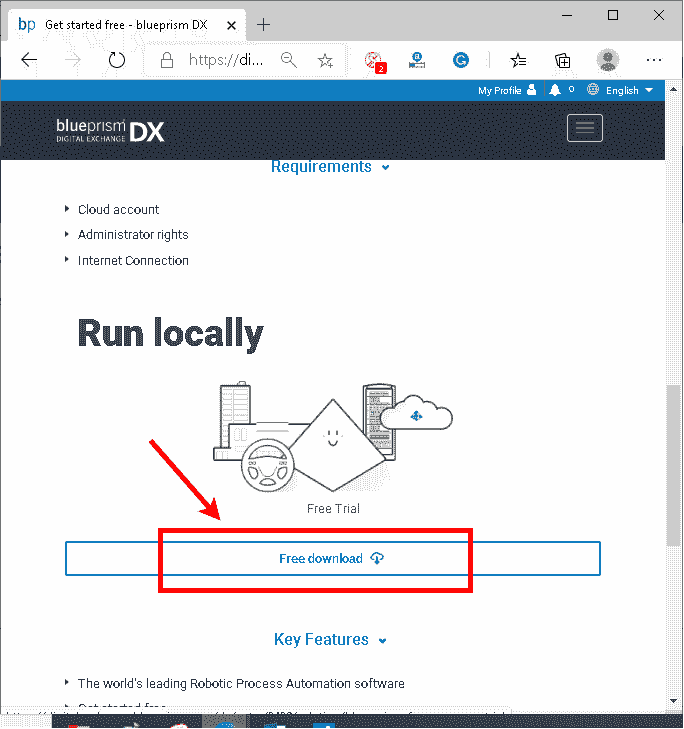 bp Get started free - blueprism DX
https://di...
2
My Profile 0 English
blueprism DX
DIGITAL EXCHANGE
Requirements
Cloud account
Administrator rights
Internet Connection
Run locally
Free Trial
Free download
Key Features
The world's leading Robotic Process Automation software
Get started free